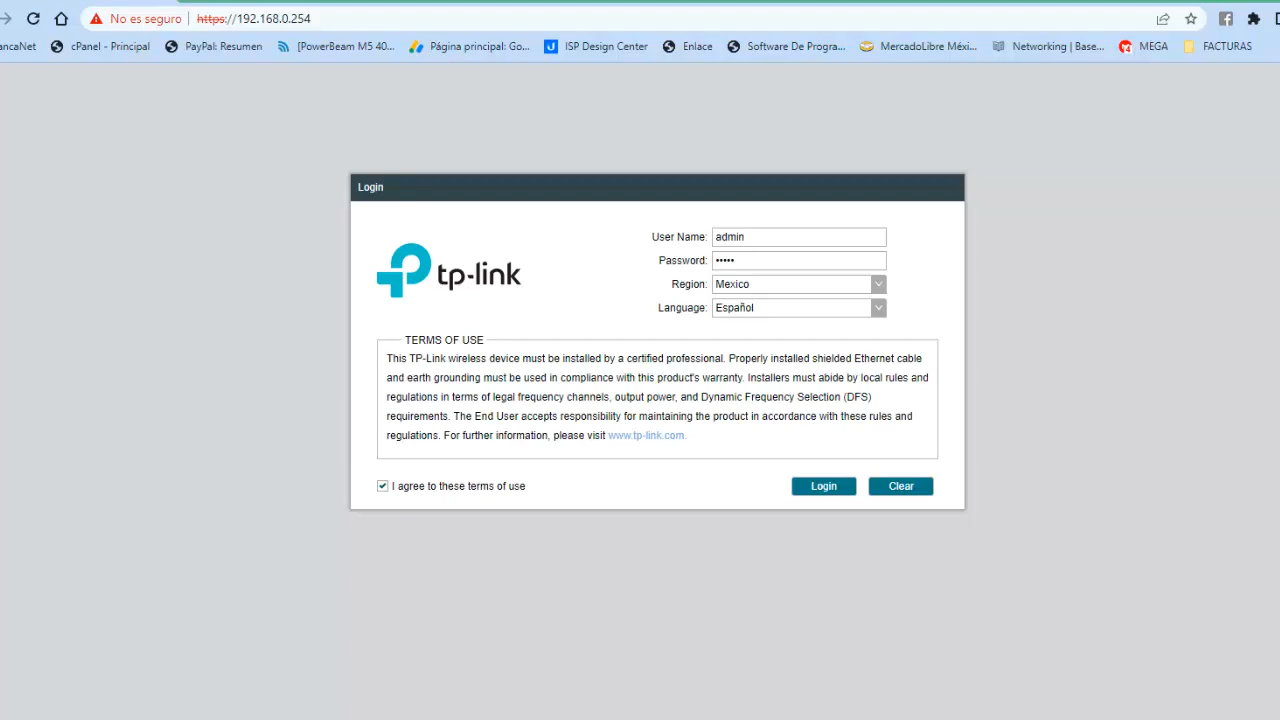 No es seguro https://192.168.0.254
ancaNet cPanel - Principal PayPal: Resumen [PowerBeam M5 40... Página principal: Go... ISP Design Center Enlace Software De Progra... MercadoLibre Méxi... Networking | Base... MEGA FACTURAS
Login
tp-link
User Name: admin
Password: •••••
Region: Mexico
Language: Español
TERMS OF USE
This TP-Link wireless device must be installed by a certified professional. Properly installed shielded Ethernet cable
and earth grounding must be used in compliance with this product's warranty. Installers must abide by local rules and
regulations in terms of legal frequency channels, output power, and Dynamic Frequency Selection (DFS)
requirements. The End User accepts responsibility for maintaining the product in accordance with these rules and
regulations. For further information, please visit www.tp-link.com.
I agree to these terms of use Login Clear